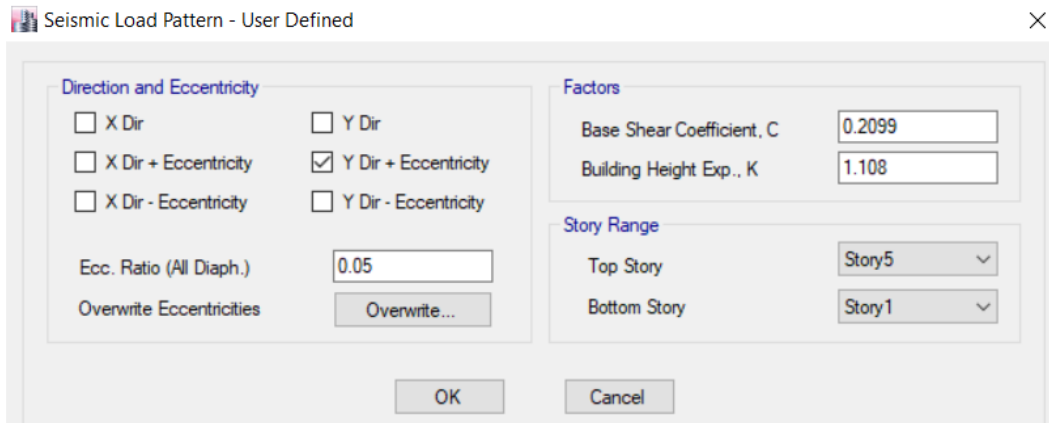 Seismic Load Pattern - User Defined
Direction and Eccentricity
X Dir
Y Dir
X Dir + Eccentricity
Y Dir + Eccentricity
X Dir - Eccentricity
Y Dir - Eccentricity
Ecc. Ratio (All Diaph.)
0.05
Overwrite Eccentricities
Overwrite...
Factors
Base Shear Coefficient, C
0.2099
Building Height Exp., K
1.108
Story Range
Top Story
Story5
Bottom Story
Story1
OK
Cancel